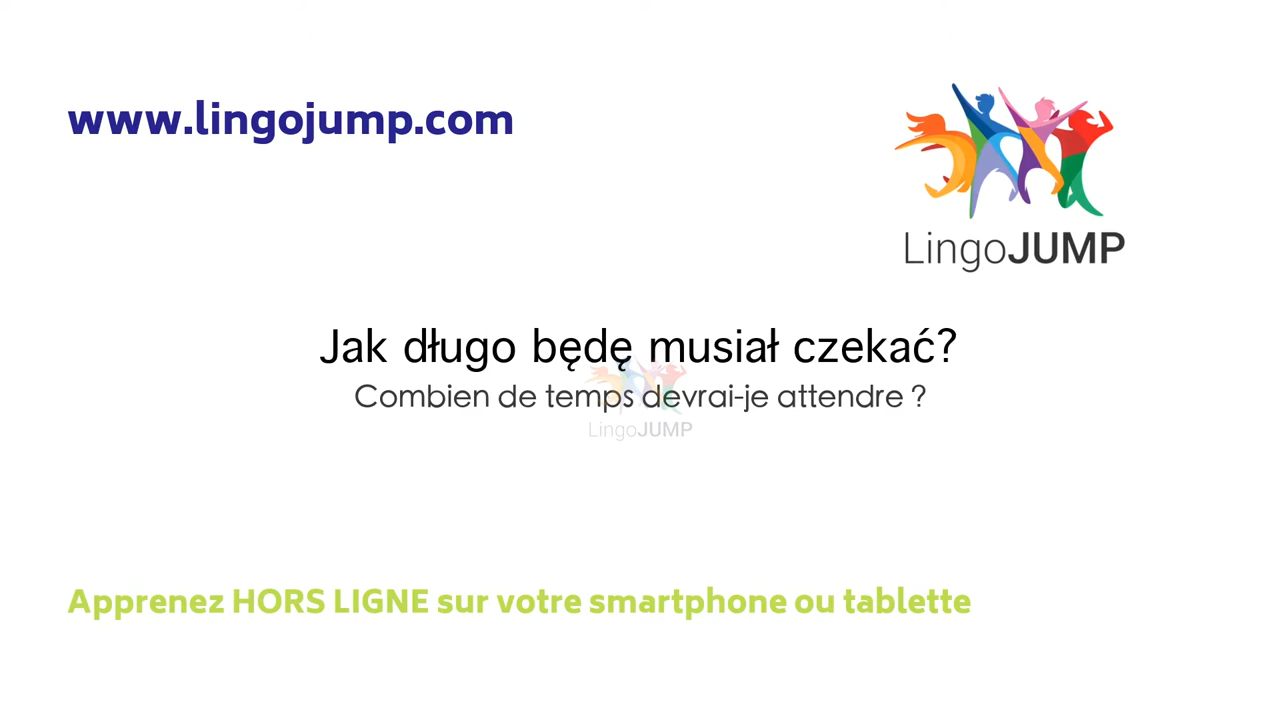 www.lingojump.com
LingoJUMP
Jak długo będę musiał czekać?
Combien de temps devrai-je attendre ?
LingoJUMP
Apprenez HORS LIGNE sur votre smartphone ou tablette